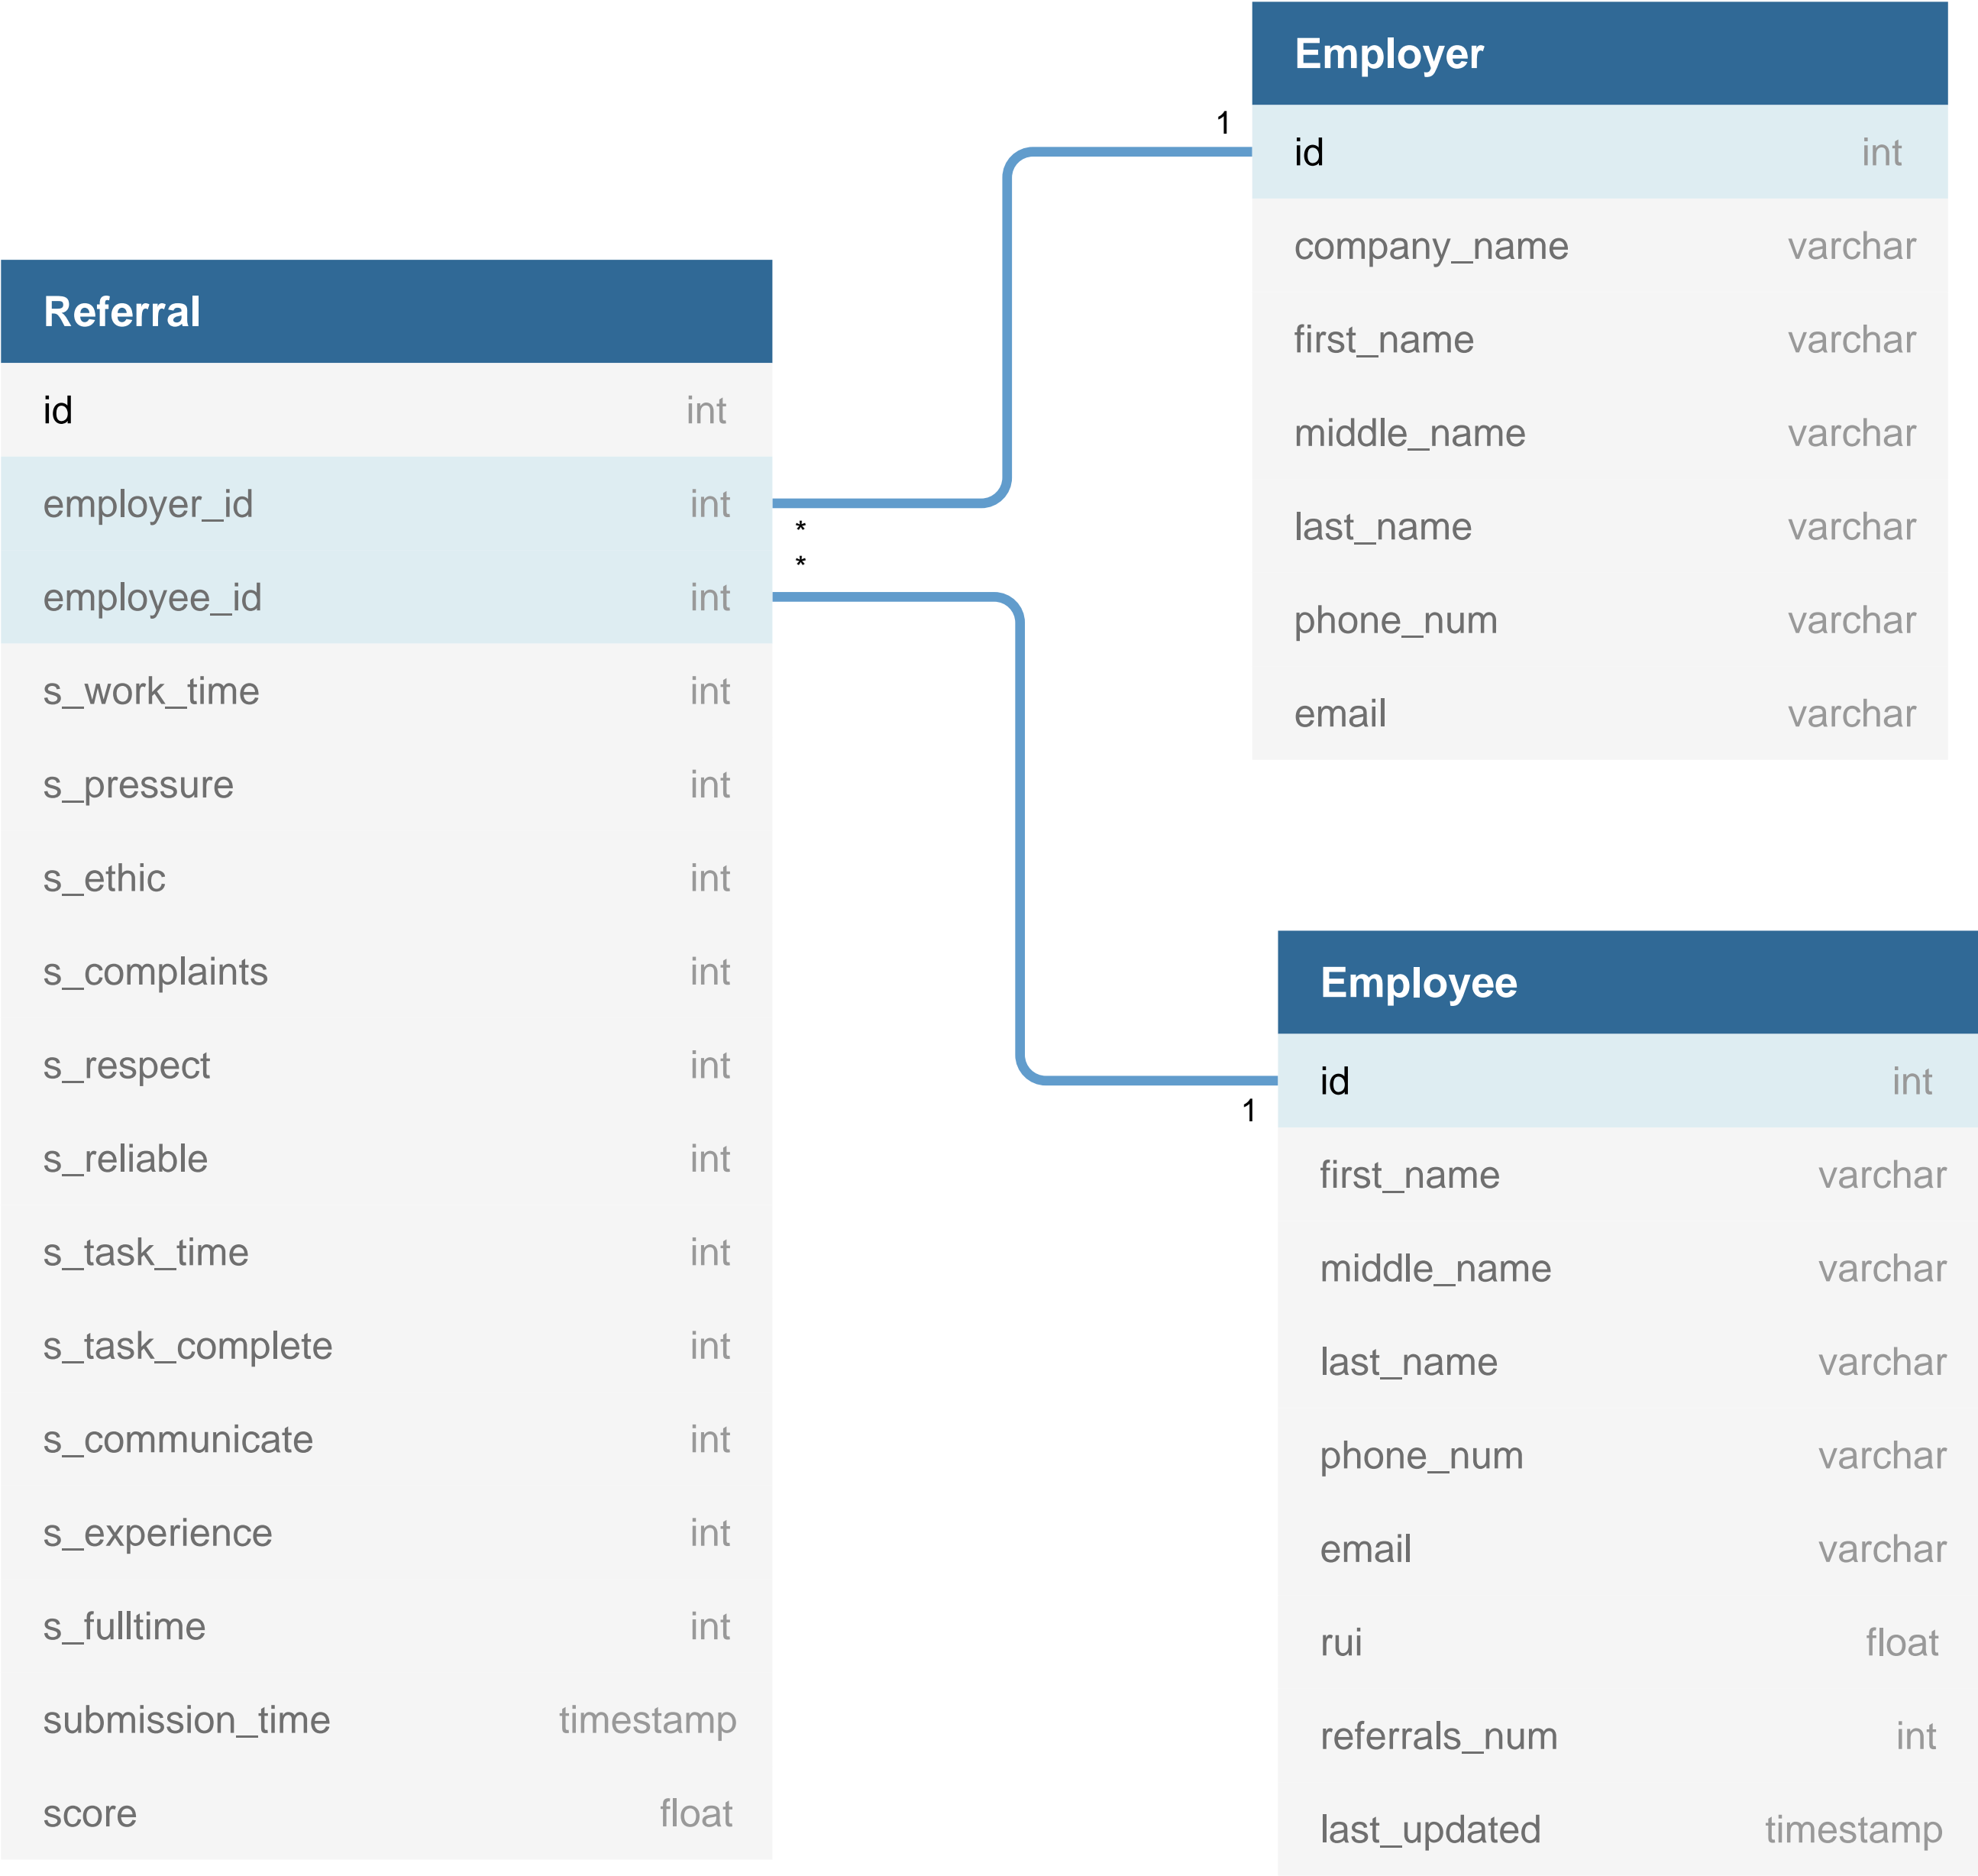 Referral
id int
employer_id int
employee_id int
s_work_time int
s_pressure int
s_ethic int
s_complaints int
s_respect int
s_reliable int
s_task_time int
s_task_complete int
s_communicate int
s_experience int
s_fulltime int
submission_time timestamp
score float
*
*
1
1
Employer
id int
company_name varchar
first_name varchar
middle_name varchar
last_name varchar
phone_num varchar
email varchar
Employee
id int
first_name varchar
middle_name varchar
last_name varchar
phone_num varchar
email varchar
rui float
referrals_num int
last_updated timestamp